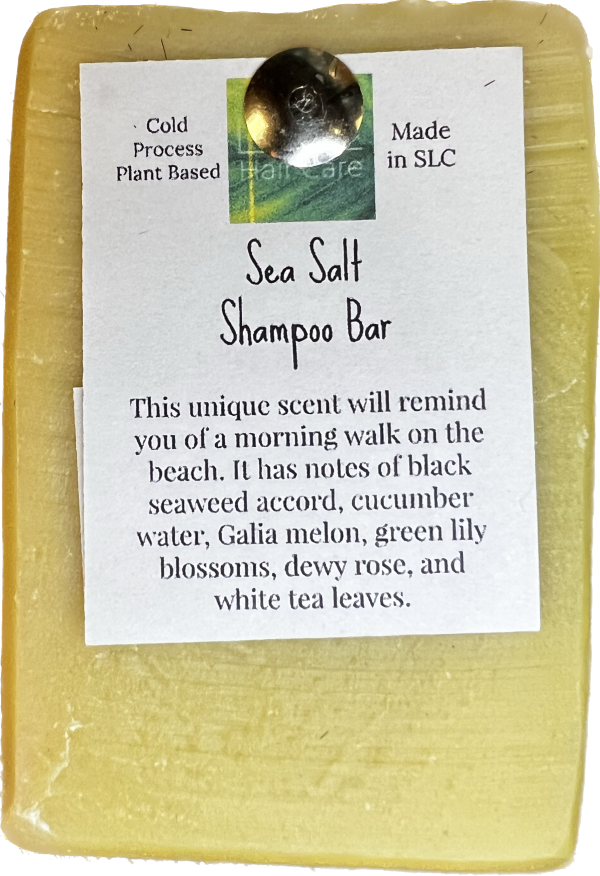 Cold
Process
Plant Based
Hair Care
Made
in SLC
Sea Salt
Shampoo Bar
This unique scent will remind
you of a morning walk on the
beach. It has notes of black
seaweed accord, cucumber
water, Galia melon, green lily
blossoms, dewy rose, and
white tea leaves.